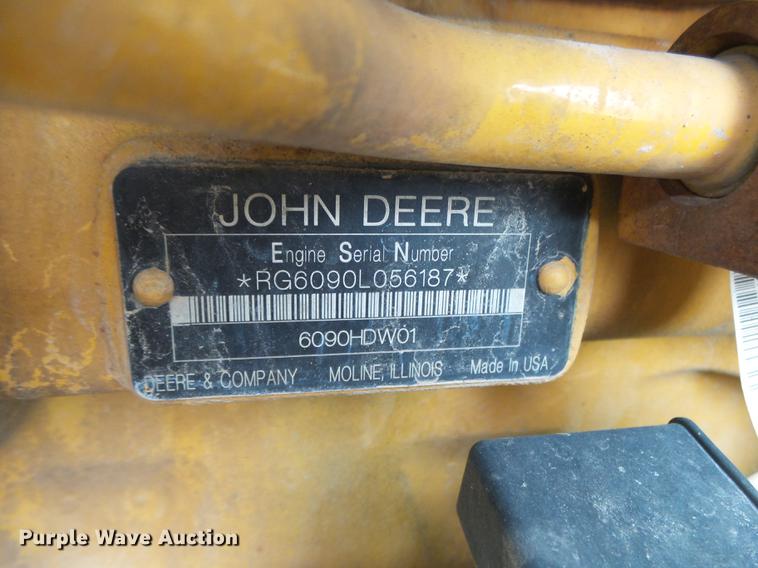 JOHN DEERE
Engine Serial Number
*RG6090L056187*
6090HDW01
DEERE & COMPANY MOLINE, ILLINOIS Made In USA
Purple Wave Auction